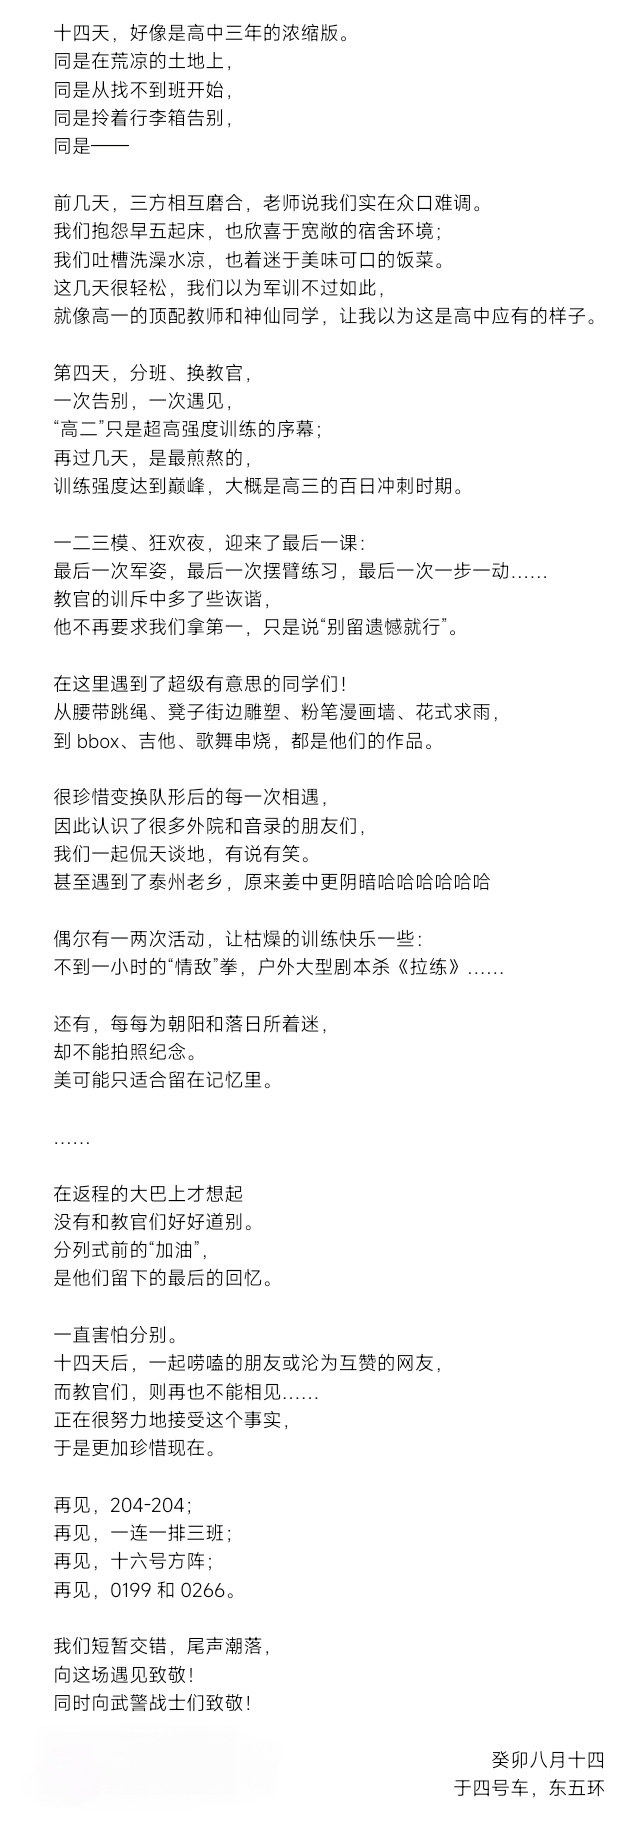 十四天，好像是高中三年的浓缩版。
同是在荒凉的土地上，
同是从找不到班开始，
同是拎着行李箱告别，
同是——
前几天，三方相互磨合，老师说我们实在众口难调。
我们抱怨早五起床，也欣喜于宽敞的宿舍环境；
我们吐槽洗澡水凉，也着迷于美味可口的饭菜。
这几天很轻松，我们以为军训不过如此，
就像高一的顶配教师和神仙同学，让我以为这是高中应有的样子。
第四天，分班、换教官，
一次告别，一次遇见，
“高二”只是超高强度训练的序幕；
再过几天，是最煎熬的，
训练强度达到巅峰，大概是高三的百日冲刺时期。
一二三模、狂欢夜，迎来了最后一课：
最后一次军姿，最后一次摆臂练习，最后一次一步一动……
教官的训斥中多了些诙谐，
他不再要求我们拿第一，只是说“别留遗憾就行”。
在这里遇到了超级有意思的同学们！
从腰带跳绳、凳子街边雕塑、粉笔漫画墙、花式求雨，
到 bbox、吉他、歌舞串烧，都是他们的作品。
很珍惜变换队形后的每一次相遇，
因此认识了很多外院和音录的朋友们，
我们一起侃天谈地，有说有笑。
甚至遇到了泰州老乡，原来姜中更阴暗哈哈哈哈哈哈
偶尔有一两次活动，让枯燥的训练快乐一些：
不到一小时的“情敌”拳，户外大型剧本杀《拉练》……
还有，每每为朝阳和落日所着迷，
却不能拍照纪念。
美可能只适合留在记忆里。
……
在返程的大巴上才想起
没有和教官们好好道别。
分列式前的“加油”，
是他们留下的最后的回忆。
一直害怕分别。
十四天后，一起唠嗑的朋友或沦为互赞的网友，
而教官们，则再也不能相见……
正在很努力地接受这个事实，
于是更加珍惜现在。
再见，204-204；
再见，一连一排三班；
再见，十六号方阵；
再见，0199 和 0266。
我们短暂交错，尾声潮落，
向这场遇见致敬！
同时向武警战士们致敬！
癸卯八月十四
于四号车，东五环